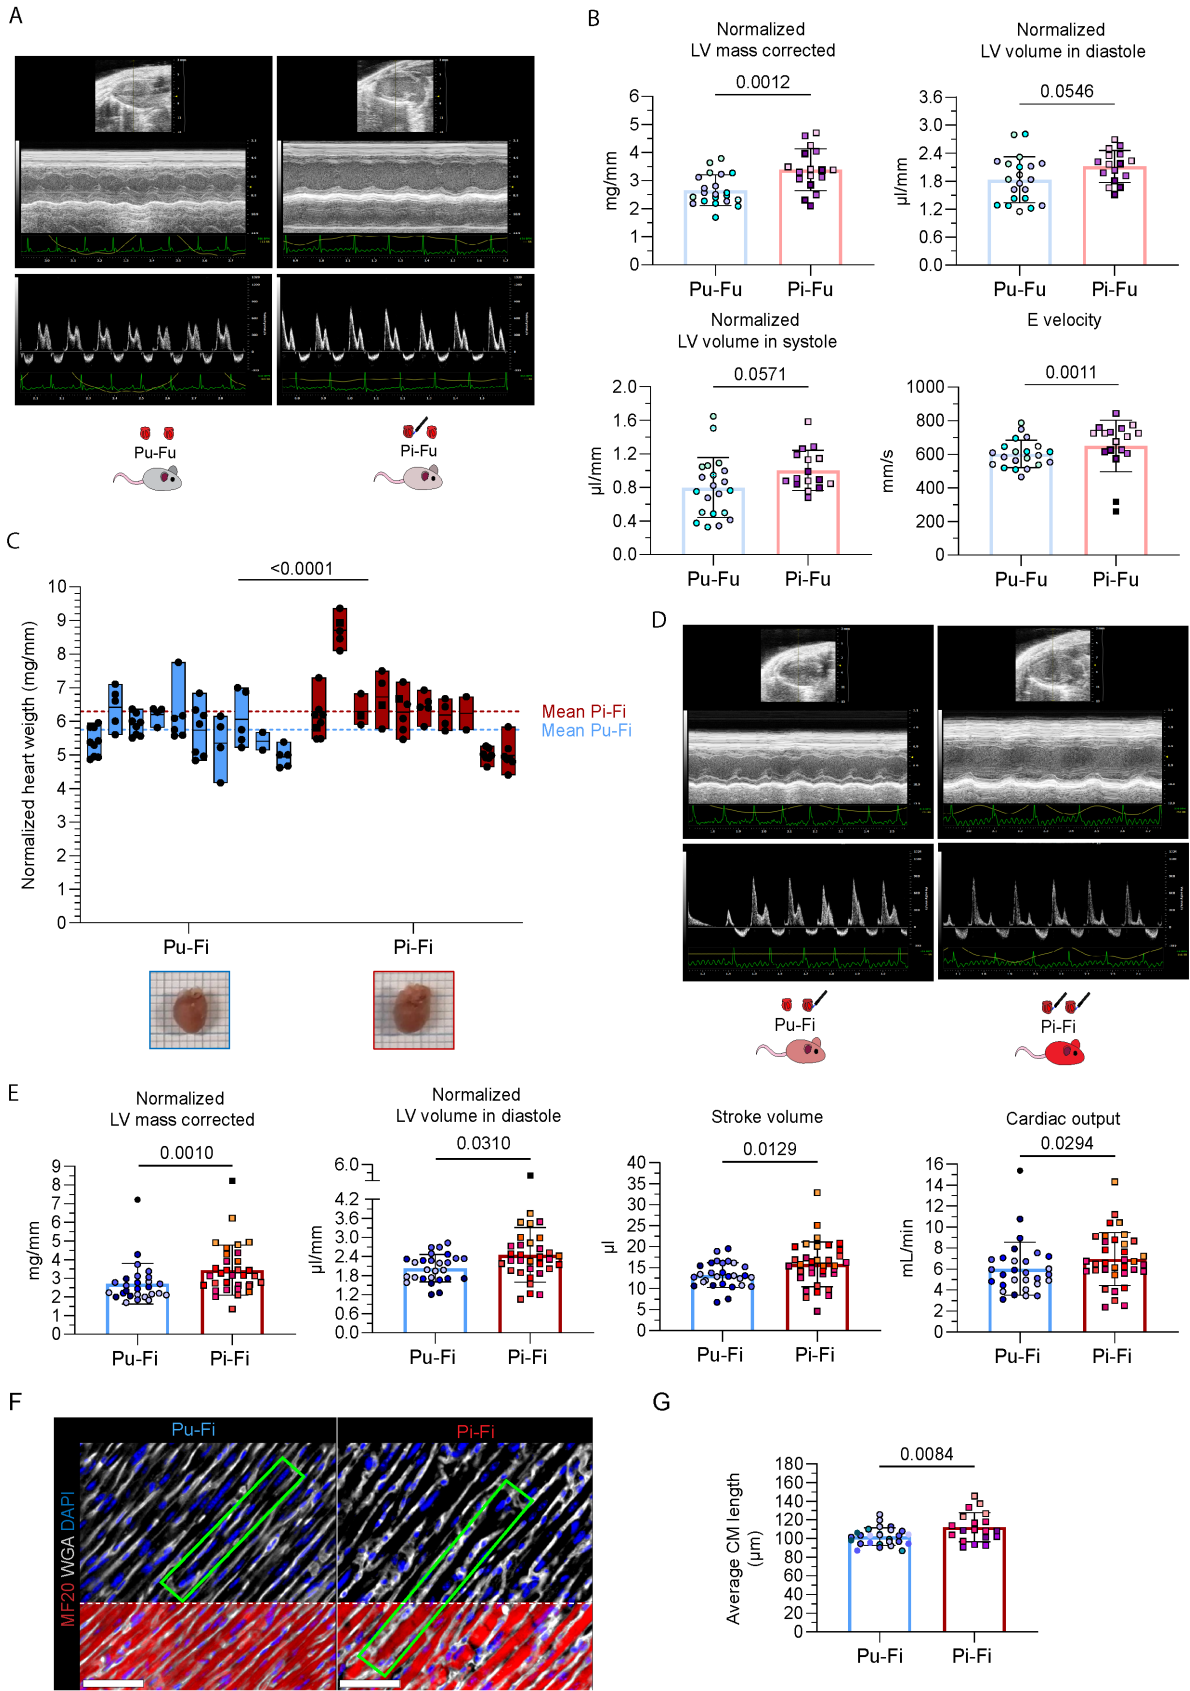 A
Pu-Fu
Pi-Fu
B
Normalized
LV mass corrected
0.0012
mg/mm
6
5
4
3
2
1
0
Pu-Fu
Pi-Fu
Normalized
LV volume in diastole
0.0546
µl/mm
3.6
3.0
2.4
1.8
1.2
0.6
0.0
Pu-Fu
Pi-Fu
Normalized
LV volume in systole
0.0571
µl/mm
2.0
1.6
1.2
0.8
0.4
0.0
Pu-Fu
Pi-Fu
E velocity
0.0011
mm/s
1000
800
600
400
200
0
Pu-Fu
Pi-Fu
C
<0.0001
Normalized heart weigth (mg/mm)
10
9
8
7
6
5
4
3
2
1
0
Mean Pi-Fi
Mean Pu-Fi
Pu-Fi
Pi-Fi
D
Pu-Fi
Pi-Fi
E
Normalized
LV mass corrected
0.0010
mg/mm
9
8
7
6
5
4
3
2
1
0
Pu-Fi
Pi-Fi
Normalized
LV volume in diastole
0.0310
µl/mm
6.0
4.2
3.6
3.0
2.4
1.8
1.2
0.6
0.0
Pu-Fi
Pi-Fi
Stroke volume
0.0129
µl
40
35
30
25
20
15
10
5
0
Pu-Fi
Pi-Fi
Cardiac output
0.0294
mL/min
16
14
12
10
8
6
4
2
0
Pu-Fi
Pi-Fi
F
Pu-Fi
Pi-Fi
MF20 WGA DAPI
G
0.0084
Average CM length
(µm)
180
160
140
120
100
80
60
40
20
0
Pu-Fi
Pi-Fi